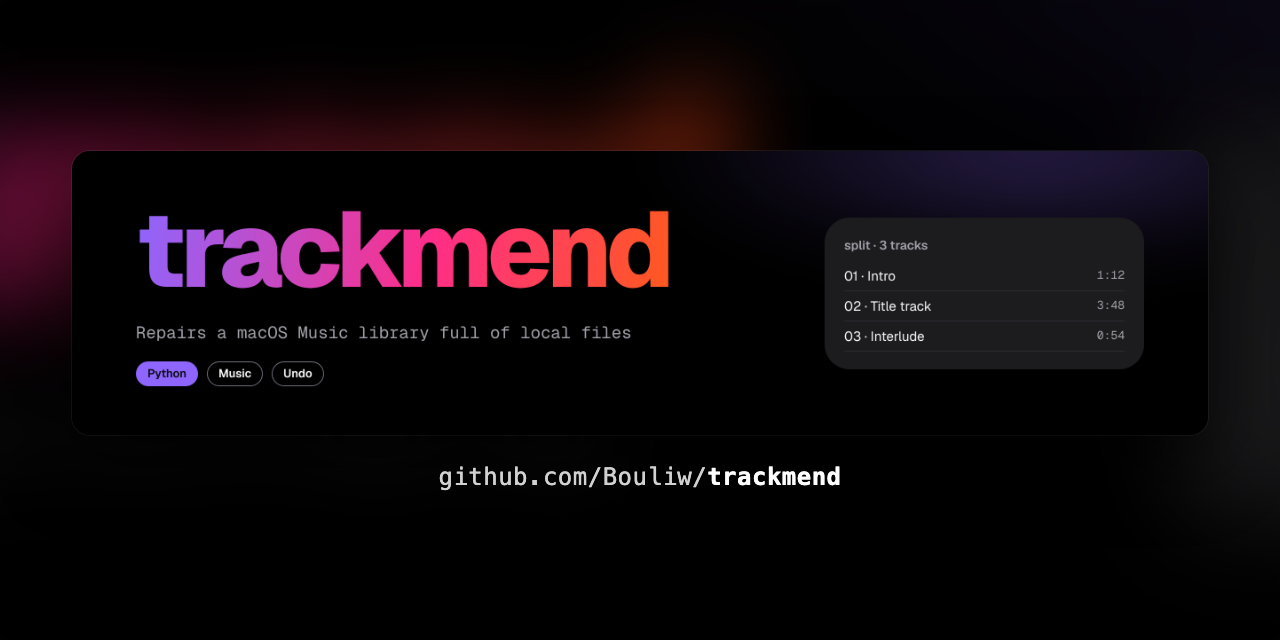 trackmend
Repairs a macOS Music library full of local files
Python Music Undo
split · 3 tracks
01 · Intro 1:12
02 · Title track 3:48
03 · Interlude 0:54
github.com/Bouliw/trackmend